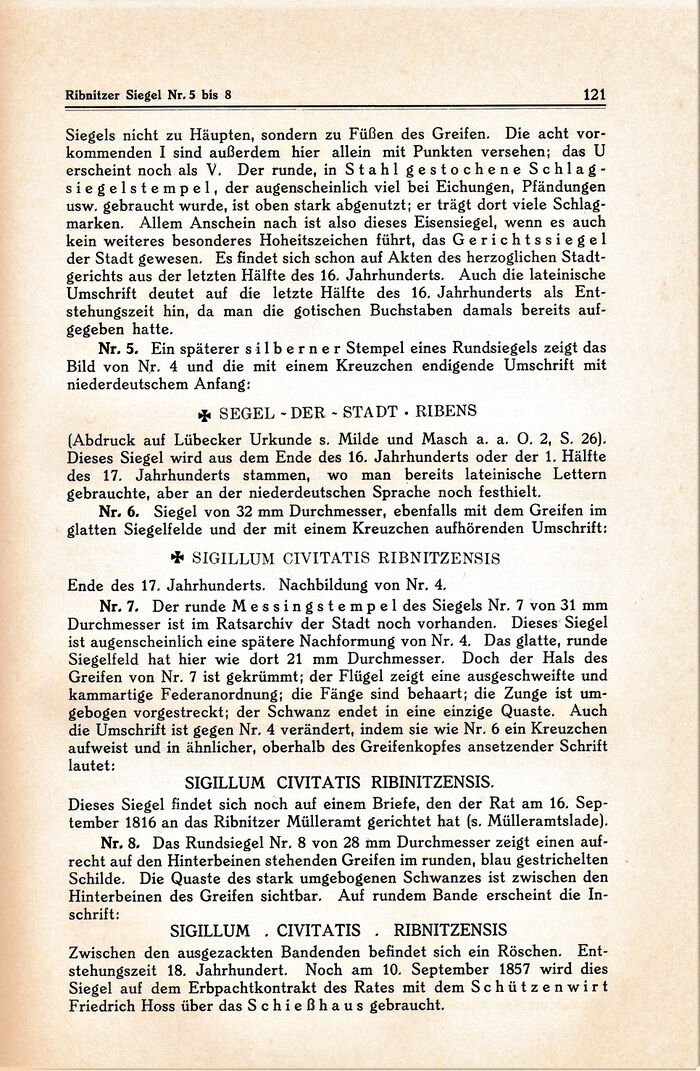 Ribnitzer Siegel Nr. 5 bis 8 121
Siegels nicht zu Häupten, sondern zu Füßen des Greifen. Die acht vor-
kommenden I sind außerdem hier allein mit Punkten versehen; das U
erscheint noch als V. Der runde, in Stahl gestochene Schlag-
siegelstempel, der augenscheinlich viel bei Eichungen, Pfändungen
usw. gebraucht wurde, ist oben stark abgenutzt; er trägt dort viele Schlag-
marken. Allem Anschein nach ist also dieses Eisensiegel, wenn es auch
kein weiteres besonderes Hoheitszeichen führt, das Gerichtssiegel
der Stadt gewesen. Es findet sich schon auf Akten des herzoglichen Stadt-
gerichts aus der letzten Hälfte des 16. Jahrhunderts. Auch die lateinische
Umschrift deutet auf die letzte Hälfte des 16. Jahrhunderts als Ent-
stehungszeit hin, da man die gotischen Buchstaben damals bereits auf-
gegeben hatte.
Nr. 5. Ein späterer silberner Stempel eines Rundsiegels zeigt das
Bild von Nr. 4 und die mit einem Kreuzchen endigende Umschrift mit
niederdeutschem Anfang:
✠ SEGEL ~ DER ~ STADT · RIBENS
(Abdruck auf Lübecker Urkunde s. Milde und Masch a. a. O. 2, S. 26).
Dieses Siegel wird aus dem Ende des 16. Jahrhunderts oder der 1. Hälfte
des 17. Jahrhunderts stammen, wo man bereits lateinische Lettern
gebrauchte, aber an der niederdeutschen Sprache noch festhielt.
Nr. 6. Siegel von 32 mm Durchmesser, ebenfalls mit dem Greifen im
glatten Siegelfelde und der mit einem Kreuzchen aufhörenden Umschrift:
✠ SIGILLUM CIVITATIS RIBNITZENSIS
Ende des 17. Jahrhunderts. Nachbildung von Nr. 4.
Nr. 7. Der runde Messingstempel des Siegels Nr. 7 von 31 mm
Durchmesser ist im Ratsarchiv der Stadt noch vorhanden. Dieses Siegel
ist augenscheinlich eine spätere Nachformung von Nr. 4. Das glatte, runde
Siegelfeld hat hier wie dort 21 mm Durchmesser. Doch der Hals des
Greifen von Nr. 7 ist gekrümmt; der Flügel zeigt eine ausgeschweifte und
kammartige Federanordnung; die Fänge sind behaart; die Zunge ist um-
gebogen vorgestreckt; der Schwanz endet in eine einzige Quaste. Auch
die Umschrift ist gegen Nr. 4 verändert, indem sie wie Nr. 6 ein Kreuzchen
aufweist und in ähnlicher, oberhalb des Greifenkopfes ansetzender Schrift
lautet:
SIGILLUM CIVITATIS RIBINITZENSIS.
Dieses Siegel findet sich noch auf einem Briefe, den der Rat am 16. Sep-
tember 1816 an das Ribnitzer Mülleramt gerichtet hat (s. Mülleramtslade).
Nr. 8. Das Rundsiegel Nr. 8 von 28 mm Durchmesser zeigt einen auf-
recht auf den Hinterbeinen stehenden Greifen im runden, blau gestrichelten
Schilde. Die Quaste des stark umgebogenen Schwanzes ist zwischen den
Hinterbeinen des Greifen sichtbar. Auf rundem Bande erscheint die In-
schrift:
SIGILLUM . CIVITATIS . RIBNITZENSIS
Zwischen den ausgezackten Bandenden befindet sich ein Röschen. Ent-
stehungszeit 18. Jahrhundert. Noch am 10. September 1857 wird dies
Siegel auf dem Erbpachtkontrakt des Rates mit dem Schützenwirt
Friedrich Hoss über das Schießhaus gebraucht.